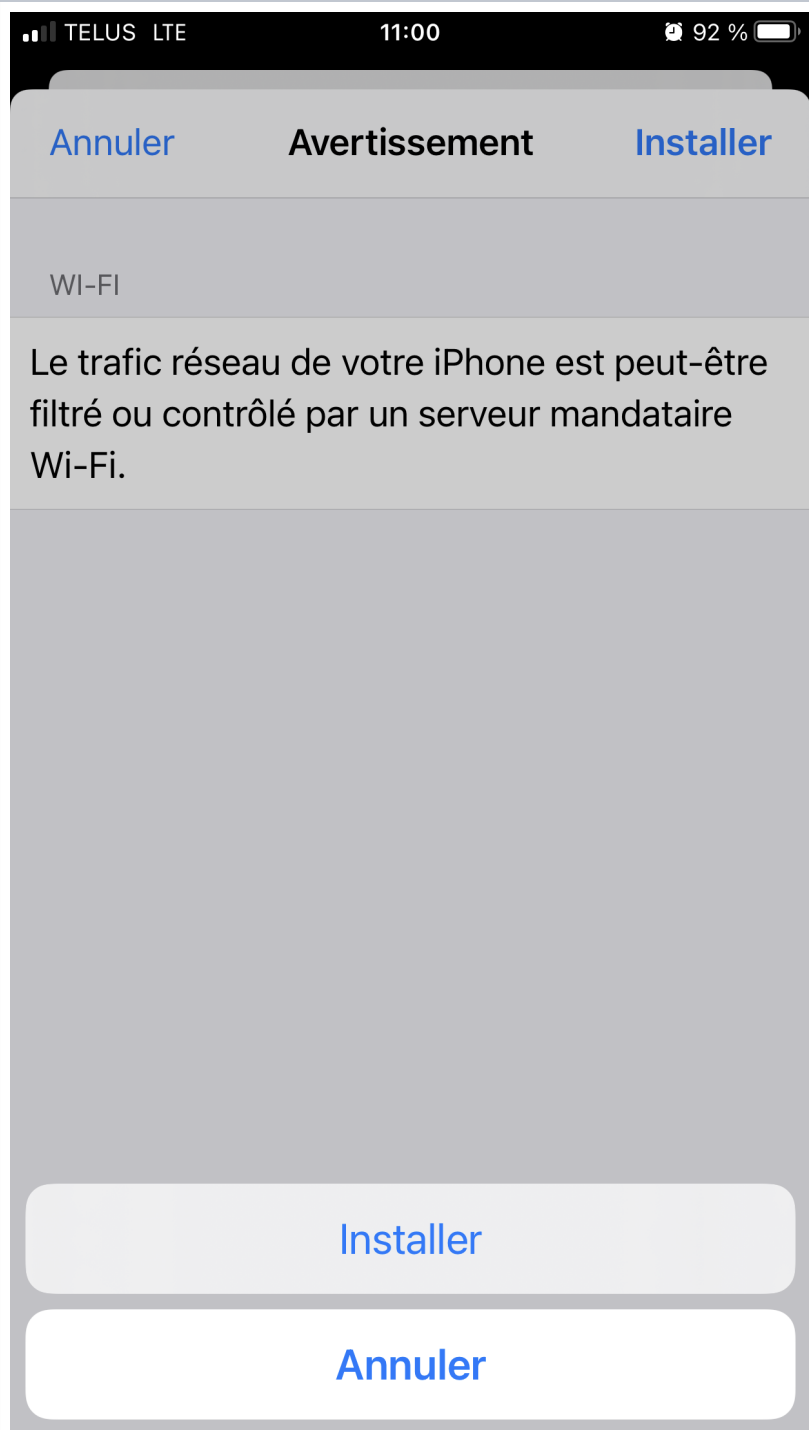 TELUS LTE 11:00 92 %
Annuler Avertissement Installer
WI-FI
Le trafic réseau de votre iPhone est peut-être
filtré ou contrôlé par un serveur mandataire
Wi-Fi.
Installer
Annuler